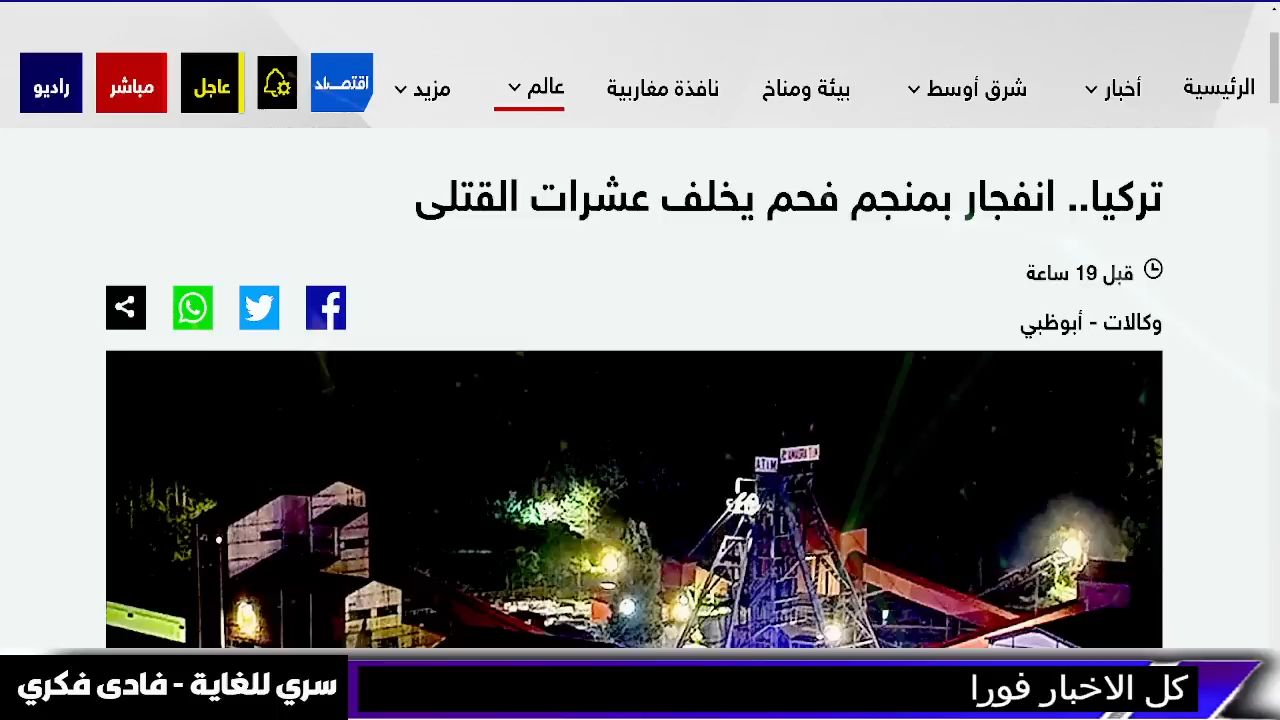 الرئيسية أخبار شرق أوسط بيئة ومناخ نافذة مغاربية عالم مزيد اقتصاد عاجل مباشر راديو
تركيا.. انفجار بمنجم فحم يخلف عشرات القتلى
قبل 19 ساعة
وكالات - أبوظبي
كل الاخبار فورا
سري للغاية - فادى فكري